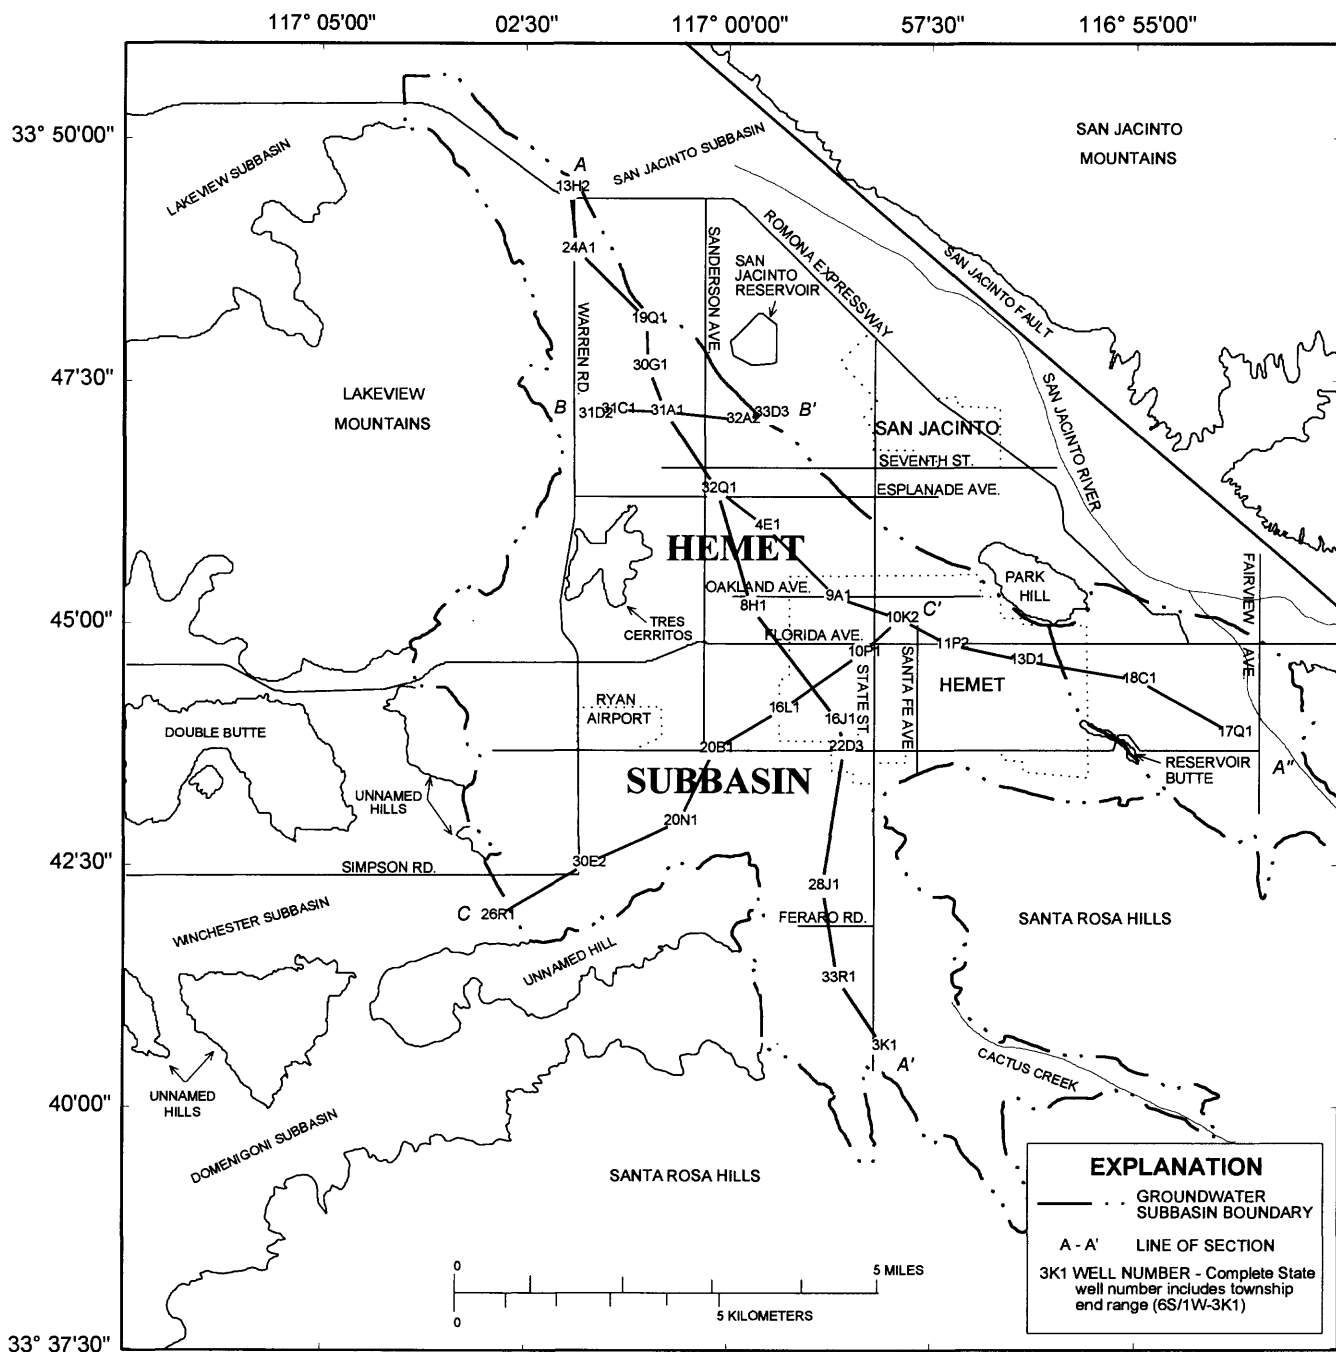 117° 05'00"
02'30"
117° 00'00"
57'30"
116° 55'00"
33° 50'00"
47'30"
45'00"
42'30"
40'00"
33° 37'30"
SAN JACINTO
MOUNTAINS
SAN JACINTO SUBBASIN
LAKEVIEW SUBBASIN
A
13H2
24A1
ROMONA EXPRESSWAY
SANDERSON AVE.
SAN
JACINTO
RESERVOIR
SAN JACINTO FAULT
19Q1
WARREN RD.
30G1
LAKEVIEW
MOUNTAINS
SAN JACINTO RIVER
B
31D2
31C1
31A1
32A2
33D3
B'
SAN JACINTO
SEVENTH ST.
32Q1
ESPLANADE AVE.
4E1
HEMET
FAIRVIEW AVE.
PARK
HILL
OAKLAND AVE.
9A1
8H1
TRES
CERRITOS
10K2
C'
FLORIDA AVE.
11P2
10P1
13D1
18C1
STATE ST.
SANTA FE AVE
HEMET
RYAN
AIRPORT
16L1
16J1
17Q1
DOUBLE BUTTE
20B1
22D3
RESERVOIR
BUTTE
A"
SUBBASIN
UNNAMED
HILLS
20N1
30E2
SIMPSON RD.
28J1
C
26R1
FERARO RD.
SANTA ROSA HILLS
WINCHESTER SUBBASIN
UNNAMED HILL
33R1
3K1
A'
CACTUS CREEK
UNNAMED
HILLS
DOMENIGONI SUBBASIN
SANTA ROSA HILLS
EXPLANATION
GROUNDWATER
SUBBASIN BOUNDARY
A - A' LINE OF SECTION
3K1 WELL NUMBER - Complete State
well number includes township
end range (6S/1W-3K1)
0
5 MILES
5 KILOMETERS
0